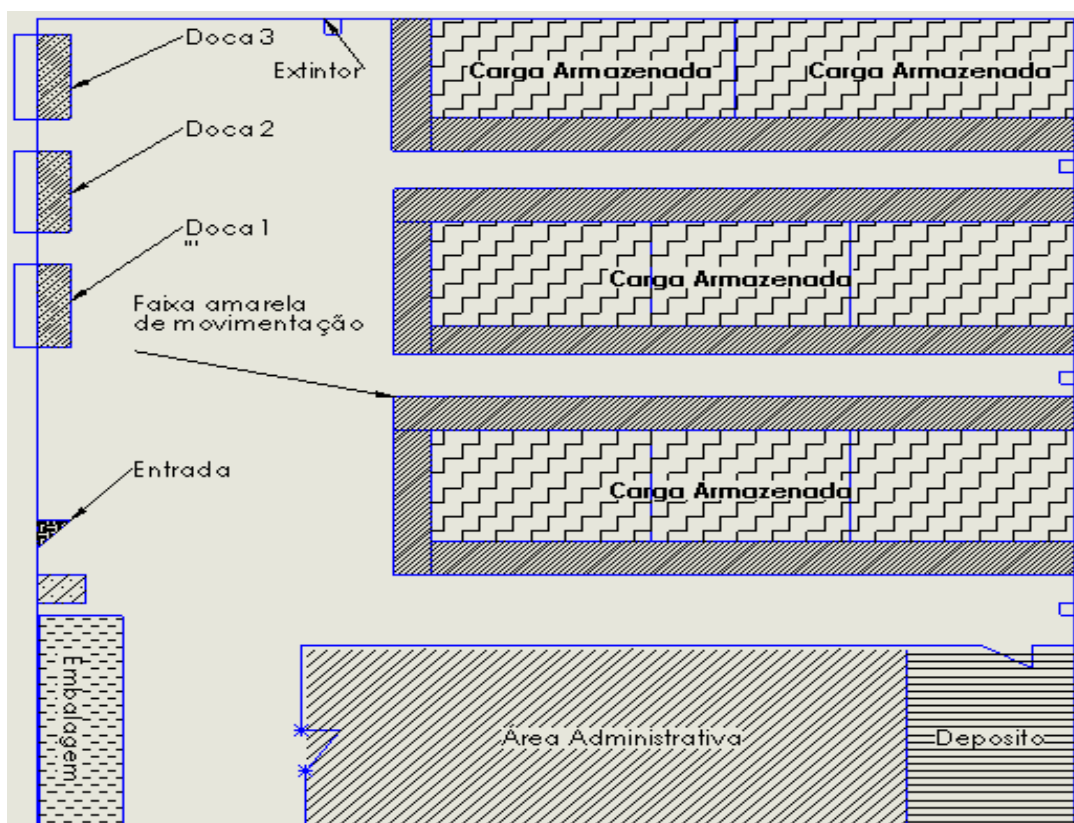 Doca 3
Extintor
Carga Armazenada
Carga Armazenada
Doca 2
Doca 1
"'
Carga Armazenada
Faixa amarela
de movimentação
Entrada
Carga Armazenada
Embalagem
Área Administrativa
Deposito